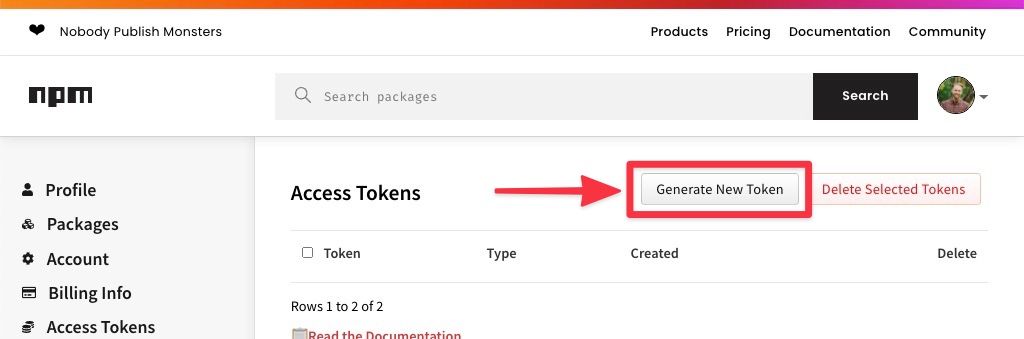 Nobody Publish Monsters
Products Pricing Documentation Community
npm
Search packages
Search
Profile
Packages
Account
Billing Info
Access Tokens
Access Tokens
Generate New Token
Delete Selected Tokens
Token Type Created Delete
Rows 1 to 2 of 2
Read the Documentation